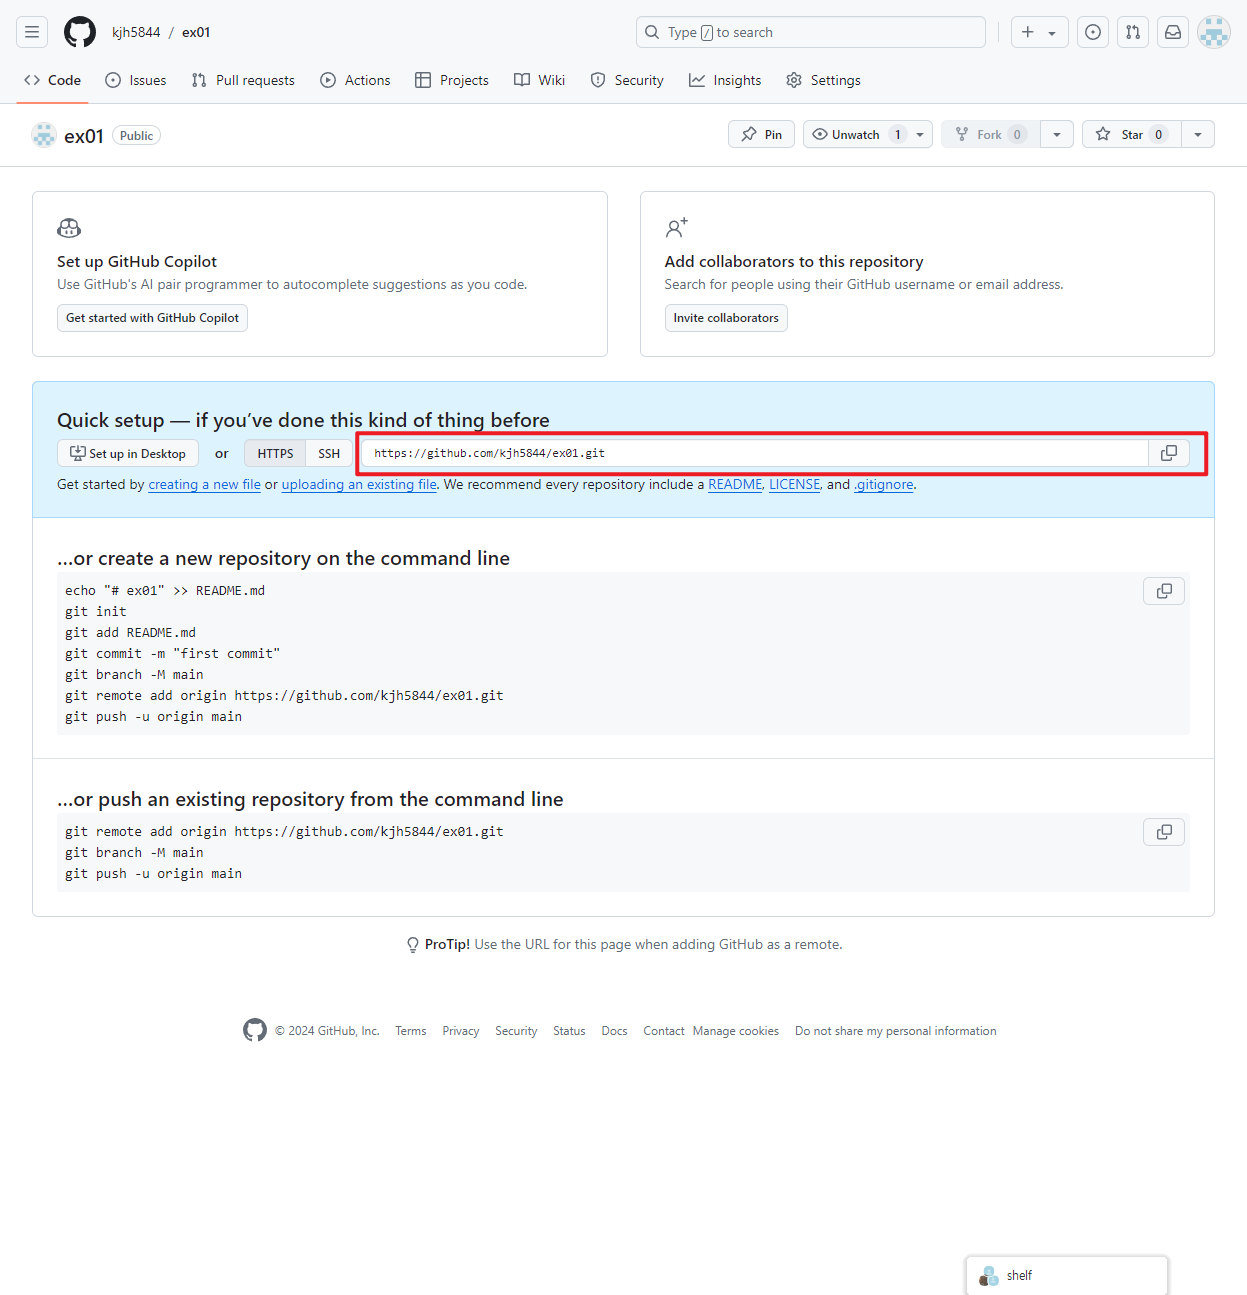 kjh5844 / ex01
Type / to search
Code Issues Pull requests Actions Projects Wiki Security Insights Settings
ex01 Public
Pin Unwatch 1 Fork 0 Star 0
Set up GitHub Copilot
Use GitHub's AI pair programmer to autocomplete suggestions as you code.
Get started with GitHub Copilot
Add collaborators to this repository
Search for people using their GitHub username or email address.
Invite collaborators
Quick setup — if you’ve done this kind of thing before
Set up in Desktop or HTTPS SSH https://github.com/kjh5844/ex01.git
Get started by creating a new file or uploading an existing file. We recommend every repository include a README, LICENSE, and .gitignore.
…or create a new repository on the command line
echo "# ex01" >> README.md
git init
git add README.md
git commit -m "first commit"
git branch -M main
git remote add origin https://github.com/kjh5844/ex01.git
git push -u origin main
…or push an existing repository from the command line
git remote add origin https://github.com/kjh5844/ex01.git
git branch -M main
git push -u origin main
ProTip! Use the URL for this page when adding GitHub as a remote.
© 2024 GitHub, Inc. Terms Privacy Security Status Docs Contact Manage cookies Do not share my personal information
shelf